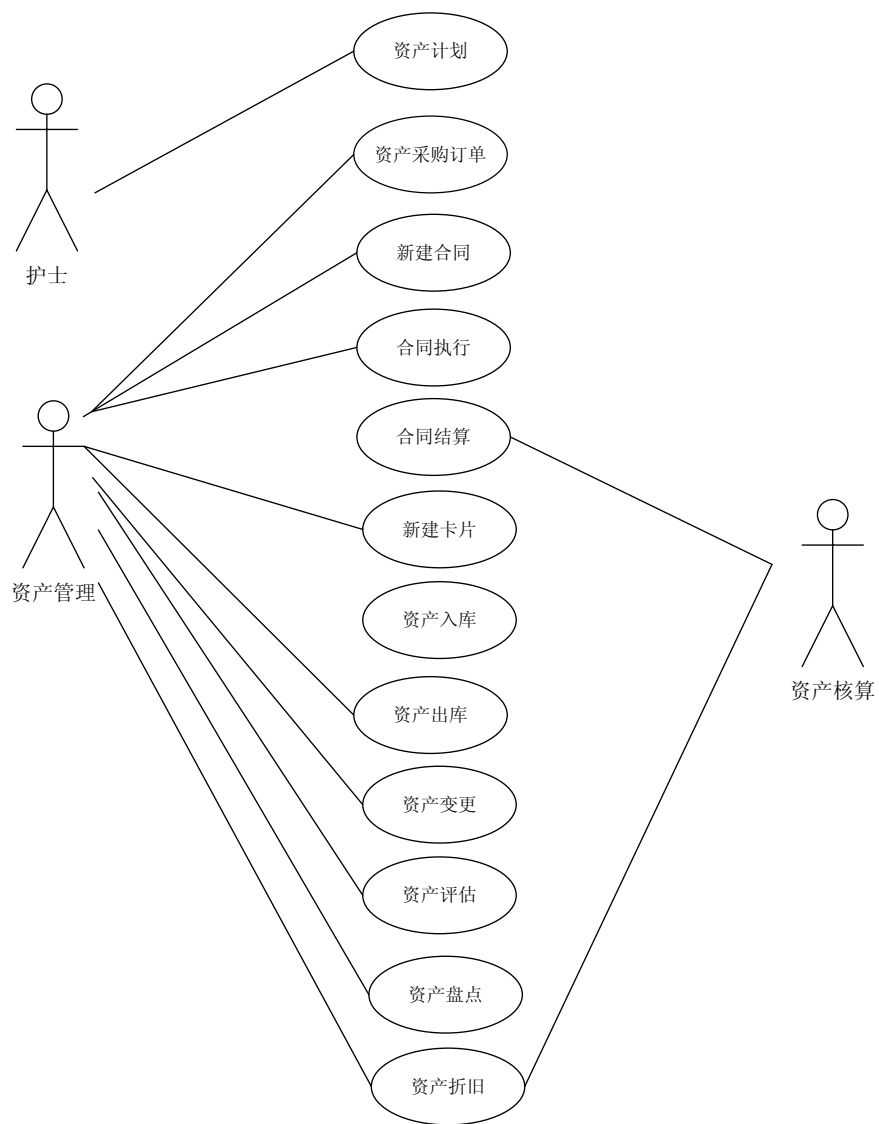 资产计划
资产采购订单
新建合同
护士
合同执行
合同结算
新建卡片
资产管理
资产入库
资产核算
资产出库
资产变更
资产评估
资产盘点
资产折旧